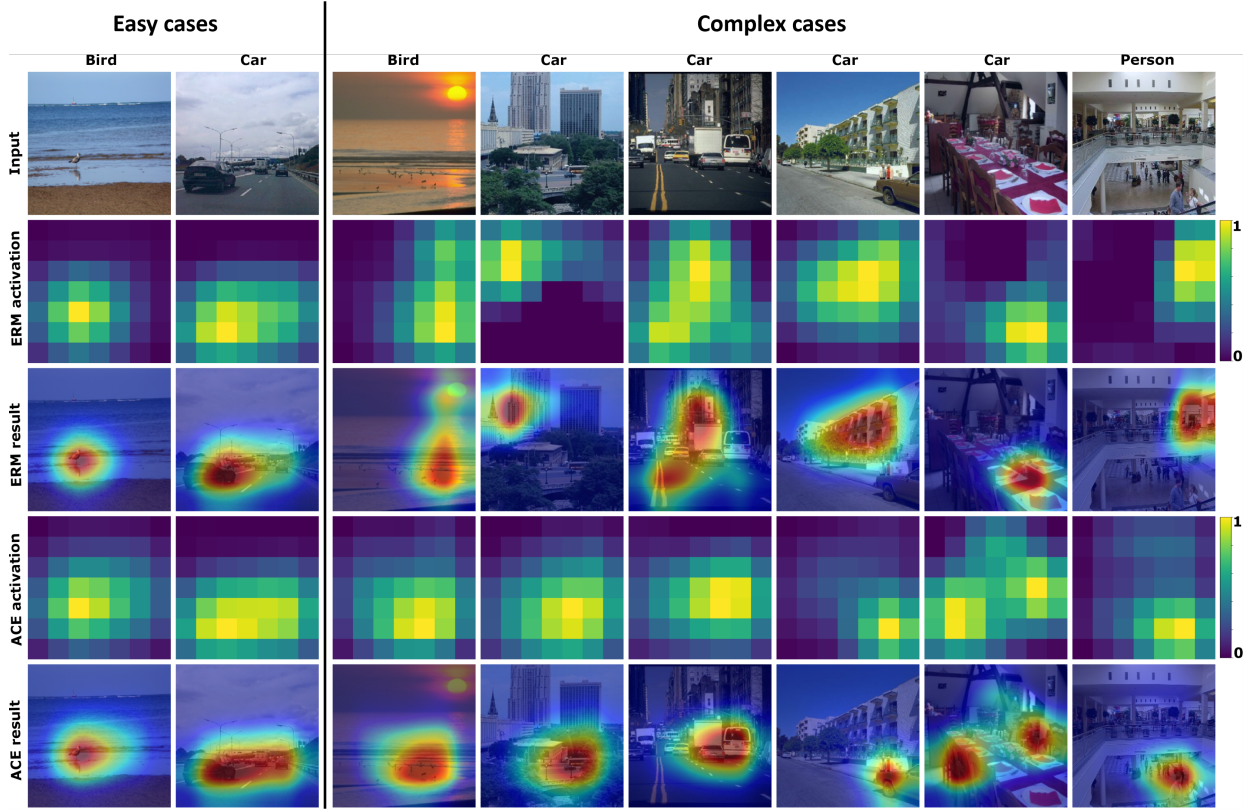 Easy cases
Complex cases
Bird
Car
Bird
Car
Car
Car
Car
Person
Input
ERM activation
1
0
ERM result
ACE activation
1
0
ACE result